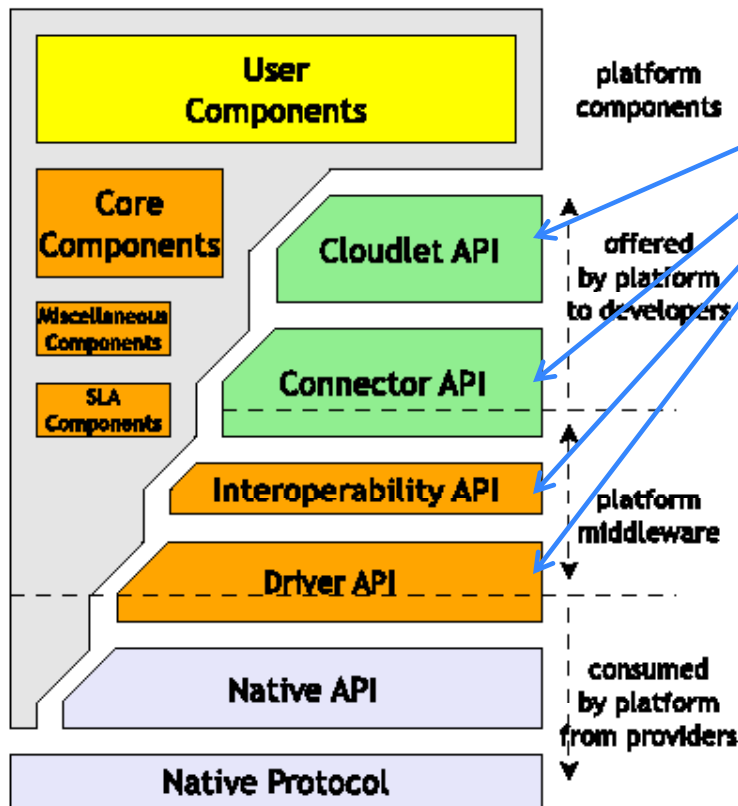 User
Components
platform
components
Core
Components
Cloudlet API
offered
by platform
to developers
Miscellaneous
Components
Connector API
SLA
Components
Interoperability API
platform
middleware
Driver API
Native API
consumed
by platform
from providers
Native Protocol